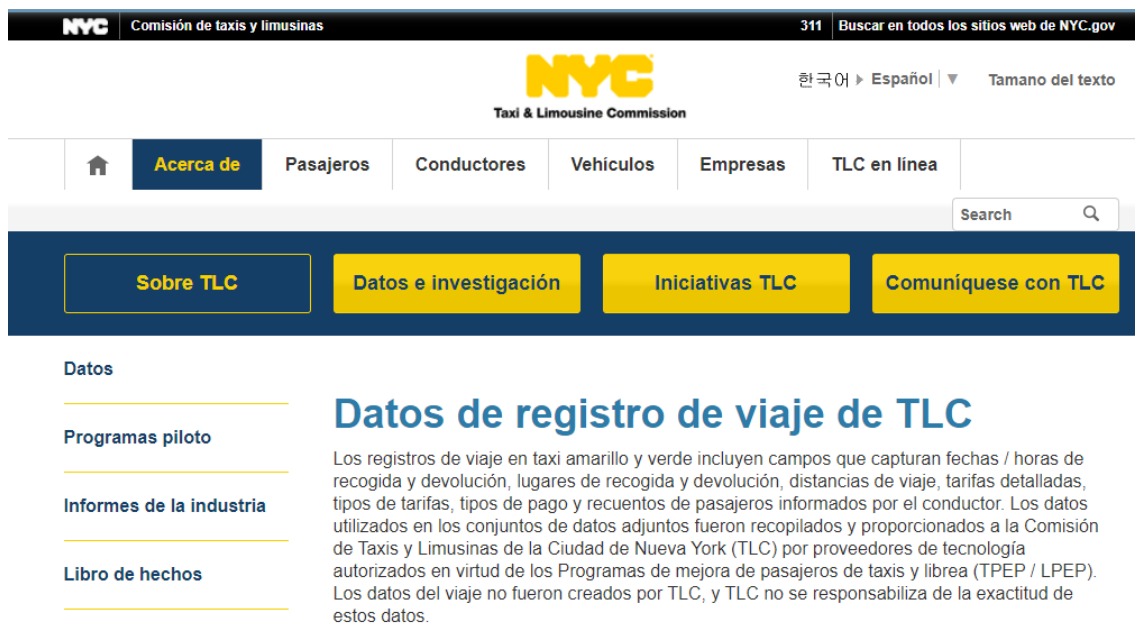 NYC Comisión de taxis y limusinas 311 Buscar en todos los sitios web de NYC.gov
NYC
Taxi & Limousine Commission
한국어 Español Tamano del texto
Acerca de Pasajeros Conductores Vehículos Empresas TLC en línea
Search
Sobre TLC Datos e investigación Iniciativas TLC Comuníquese con TLC
Datos
Programas piloto
Informes de la industria
Libro de hechos
Datos de registro de viaje de TLC
Los registros de viaje en taxi amarillo y verde incluyen campos que capturan fechas / horas de
recogida y devolución, lugares de recogida y devolución, distancias de viaje, tarifas detalladas,
tipos de tarifas, tipos de pago y recuentos de pasajeros informados por el conductor. Los datos
utilizados en los conjuntos de datos adjuntos fueron recopilados y proporcionados a la Comisión
de Taxis y Limusinas de la Ciudad de Nueva York (TLC) por proveedores de tecnología
autorizados en virtud de los Programas de mejora de pasajeros de taxis y librea (TPEP / LPEP).
Los datos del viaje no fueron creados por TLC, y TLC no se responsabiliza de la exactitud de
estos datos.